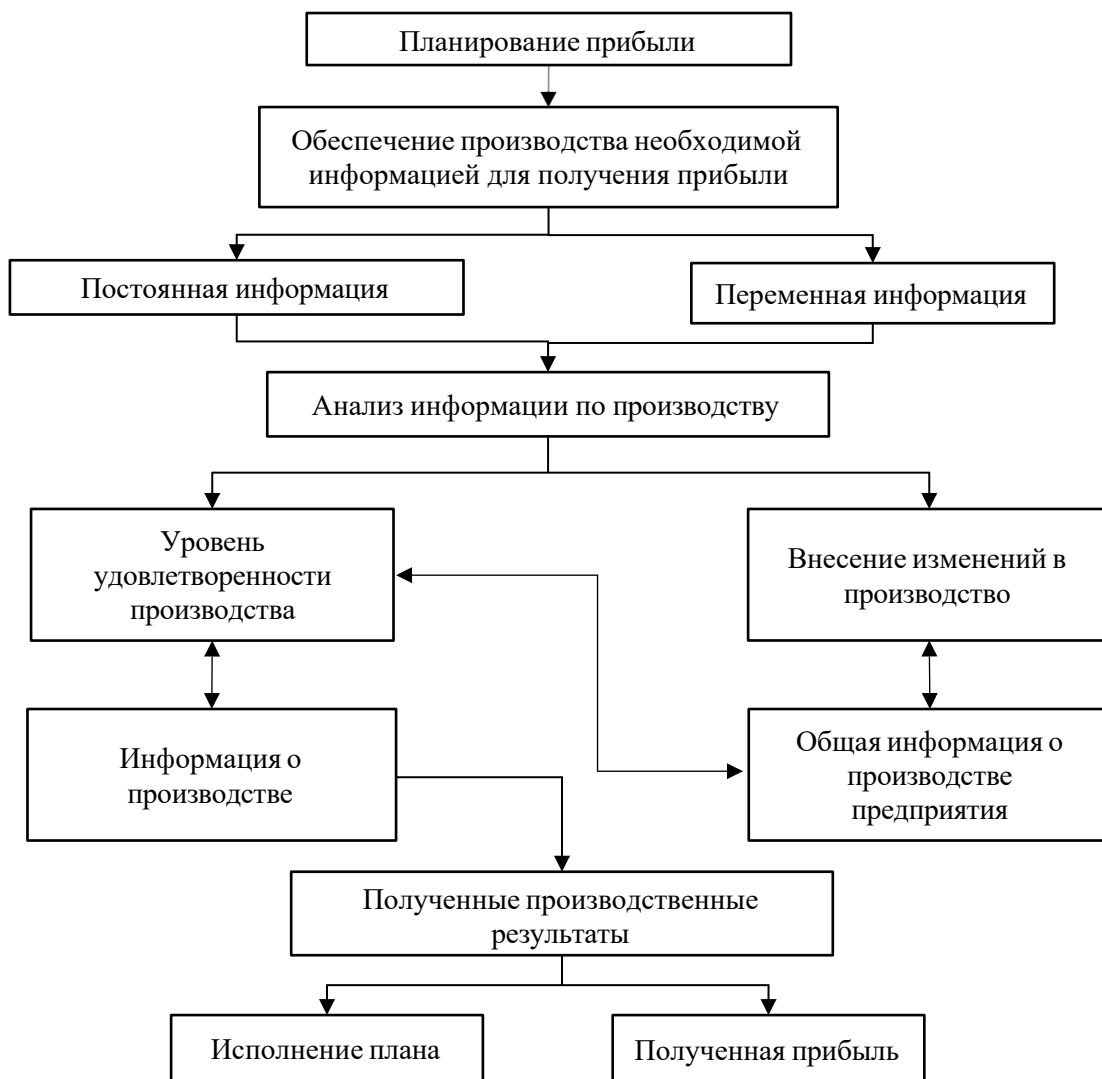 Планирование прибыли
Обеспечение производства необходимой
информацией для получения прибыли
Постоянная информация
Переменная информация
Анализ информации по производству
Уровень
удовлетворенности
производства
Внесение изменений в
производство
Информация о
производстве
Общая информация о
производстве
предприятия
Полученные производственные
результаты
Исполнение плана
Полученная прибыль